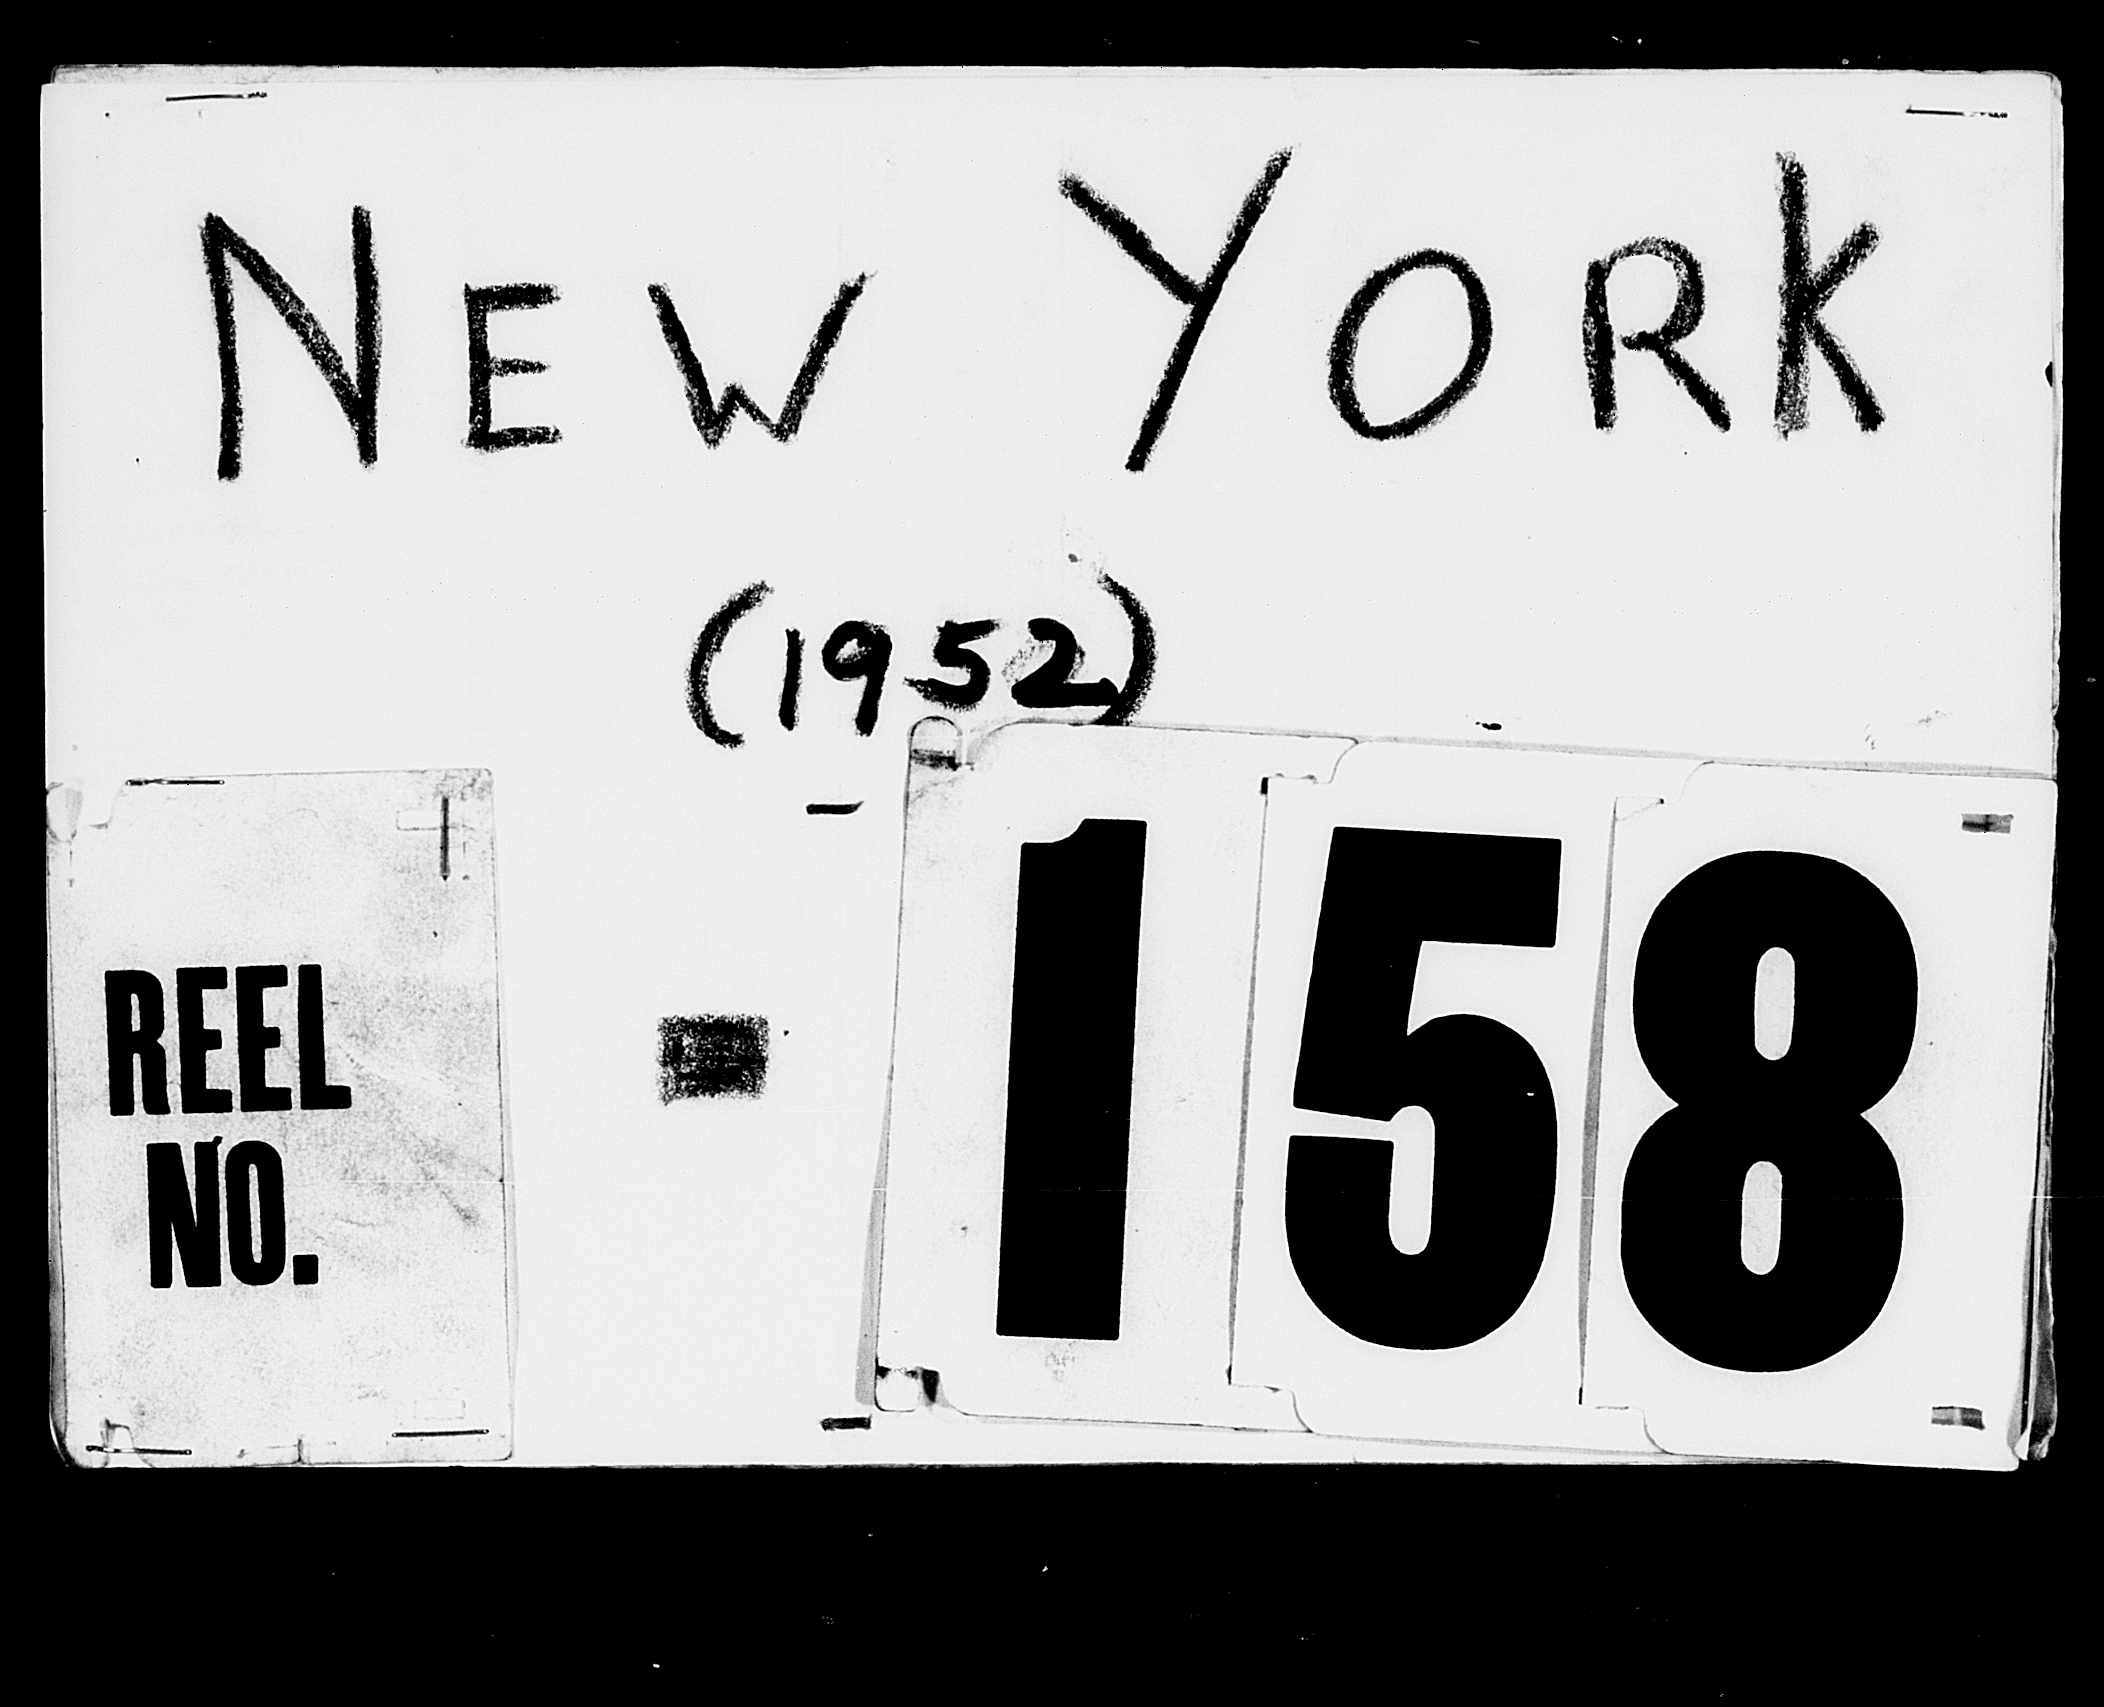 NEW YORK
(1952)
REEL
NO. - 158